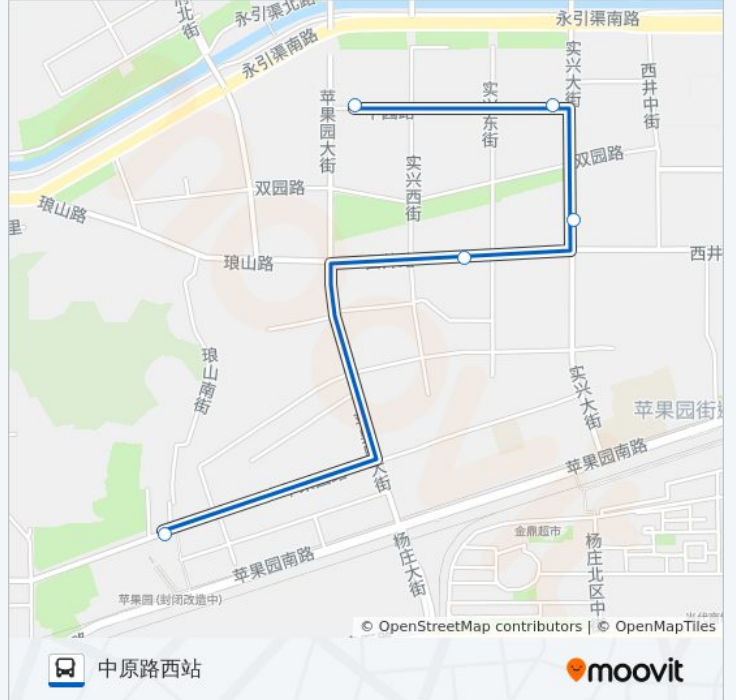 永引渠北路
永引渠南路
永引渠南路
实兴大街
西井中街
苹果园大街
双园路
实兴西街
双园路
琅山路
琅山路
西井
琅山南街
实兴大街
苹果园街道
苹果园南路
苹果园南路
金鼎超市
杨庄大街
杨庄北区中
苹果园(封闭改造中)
© OpenStreetMap contributors | © OpenMapTiles
中原路西站
moovit